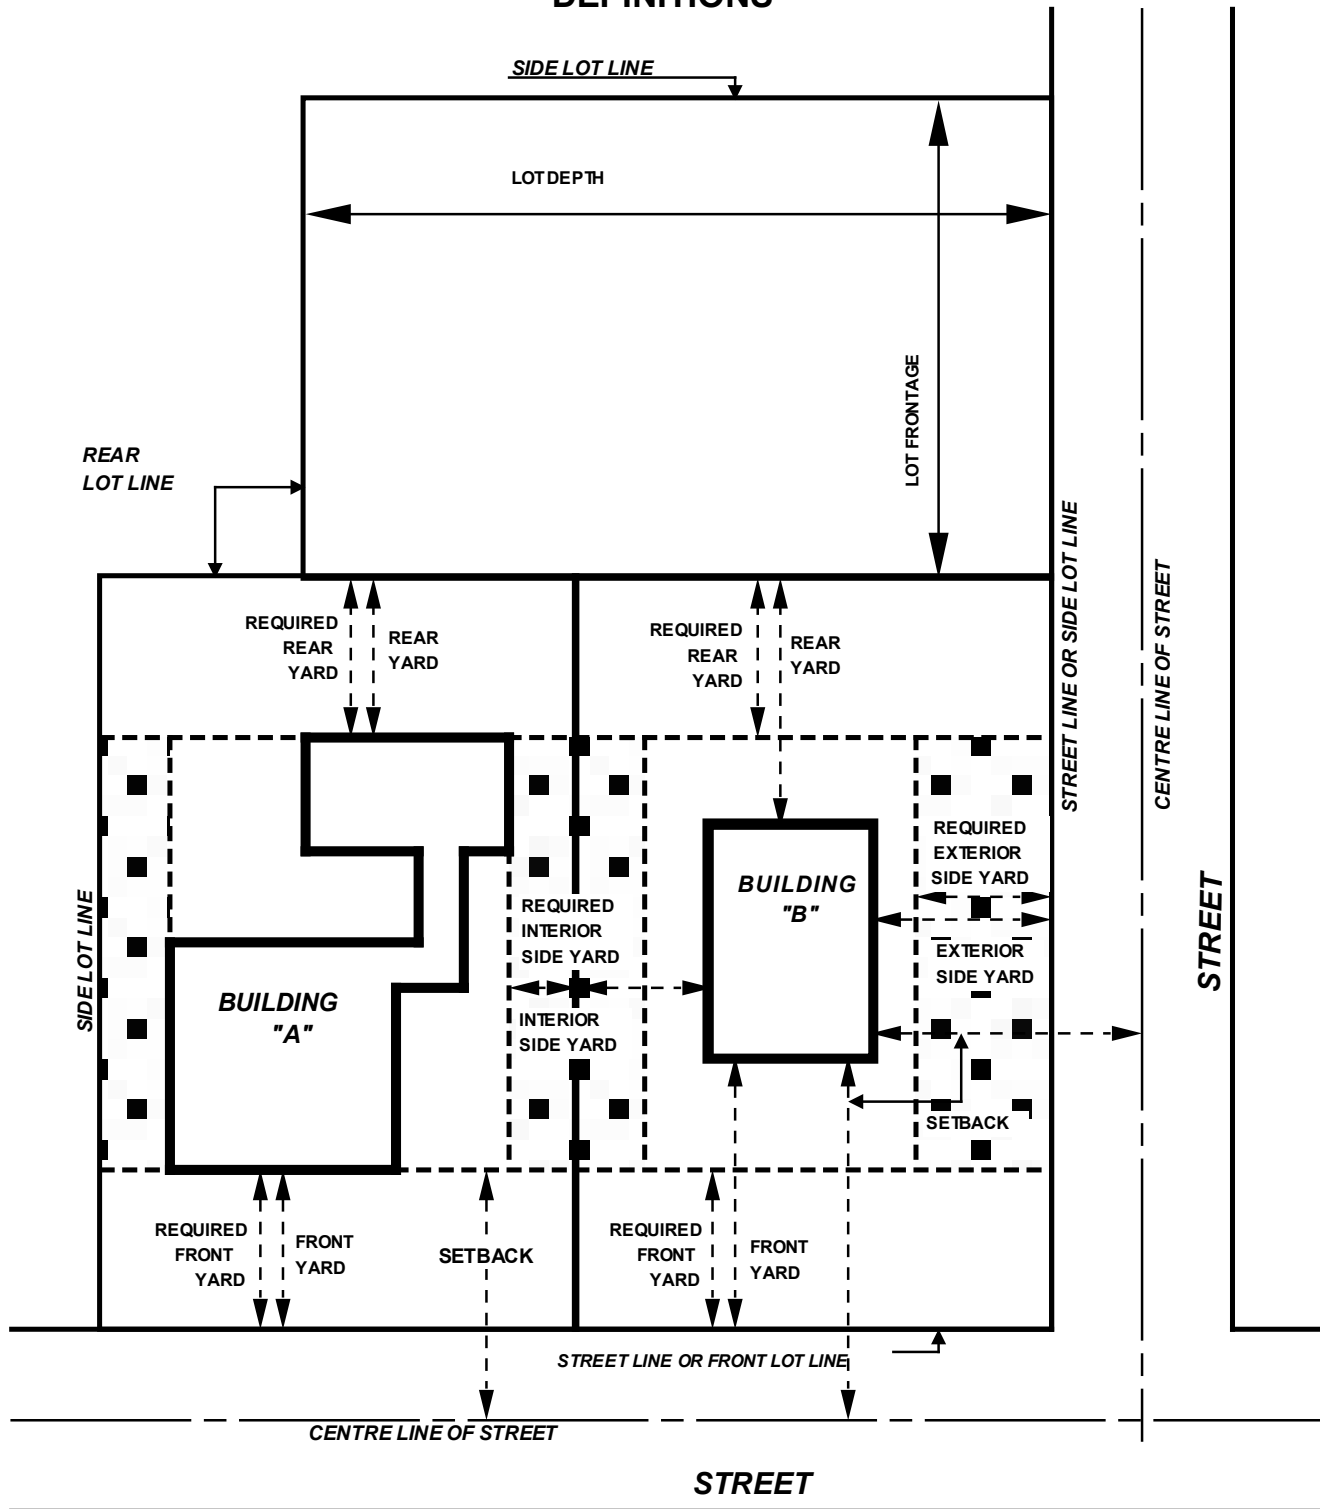 DEFINITIONS
SIDE LOT LINE
LOT DEPTH
LOT FRONTAGE
REAR
LOT LINE
STREET LINE OR SIDE LOT LINE
CENTRE LINE OF STREET
REQUIRED
REAR
YARD
REAR
YARD
REQUIRED
REAR
YARD
REAR
YARD
SIDE LOT LINE
BUILDING
"A"
REQUIRED
INTERIOR
SIDE YARD
INTERIOR
SIDE YARD
BUILDING
"B"
REQUIRED
EXTERIOR
SIDE YARD
EXTERIOR
SIDE YARD
SETBACK
STREET
REQUIRED
FRONT
YARD
FRONT
YARD
SETBACK
REQUIRED
FRONT
YARD
FRONT
YARD
STREET LINE OR FRONT LOT LINE
CENTRE LINE OF STREET
STREET